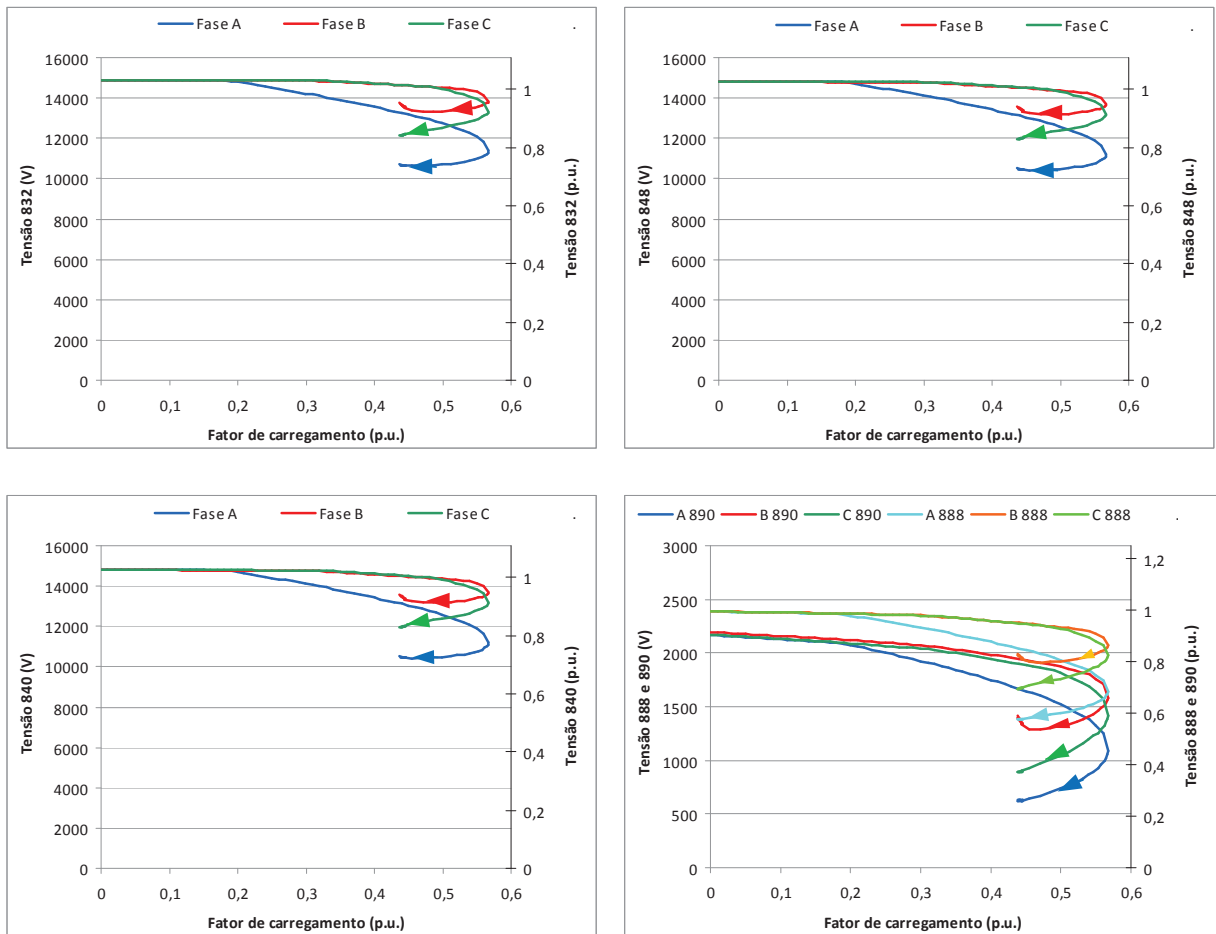 Fase A Fase B Fase C .
16000
14000
12000
10000
8000
6000
4000
2000
0
1
0,8
0,6
0,4
0,2
0
Tensão 832 (V)
Tensão 832 (p.u.)
0 0,1 0,2 0,3 0,4 0,5 0,6
Fator de carregamento (p.u.)
Fase A Fase B Fase C .
16000
14000
12000
10000
8000
6000
4000
2000
0
1
0,8
0,6
0,4
0,2
0
Tensão 848 (V)
Tensão 848 (p.u.)
0 0,1 0,2 0,3 0,4 0,5 0,6
Fator de carregamento (p.u.)
Fase A Fase B Fase C .
16000
14000
12000
10000
8000
6000
4000
2000
0
1
0,8
0,6
0,4
0,2
0
Tensão 840 (V)
Tensão 840 (p.u.)
0 0,1 0,2 0,3 0,4 0,5 0,6
Fator de carregamento (p.u.)
A 890 B 890 C 890 A 888 B 888 C 888 .
3000
2500
2000
1500
1000
500
0
1,2
1
0,8
0,6
0,4
0,2
0
Tensão 888 e 890 (V)
Tensão 888 e 890 (p.u.)
0 0,1 0,2 0,3 0,4 0,5 0,6
Fator de carregamento (p.u.)